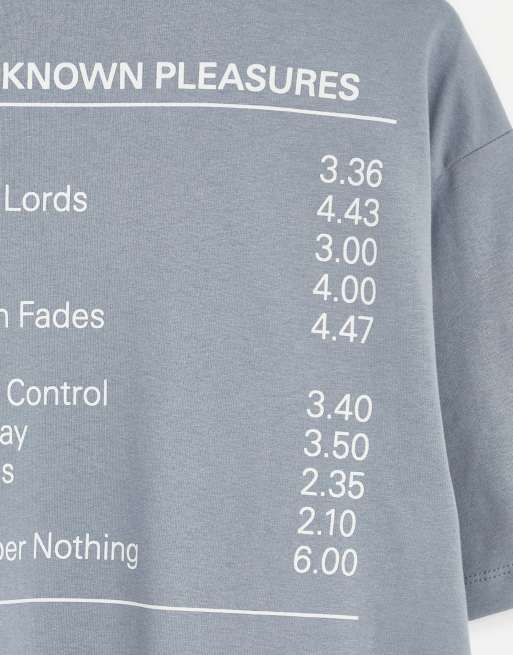 KNOWN PLEASURES
3.36
Lords 4.43
3.00
4.00
n Fades 4.47
Control 3.40
ay 3.50
s 2.35
2.10
ber Nothing 6.00